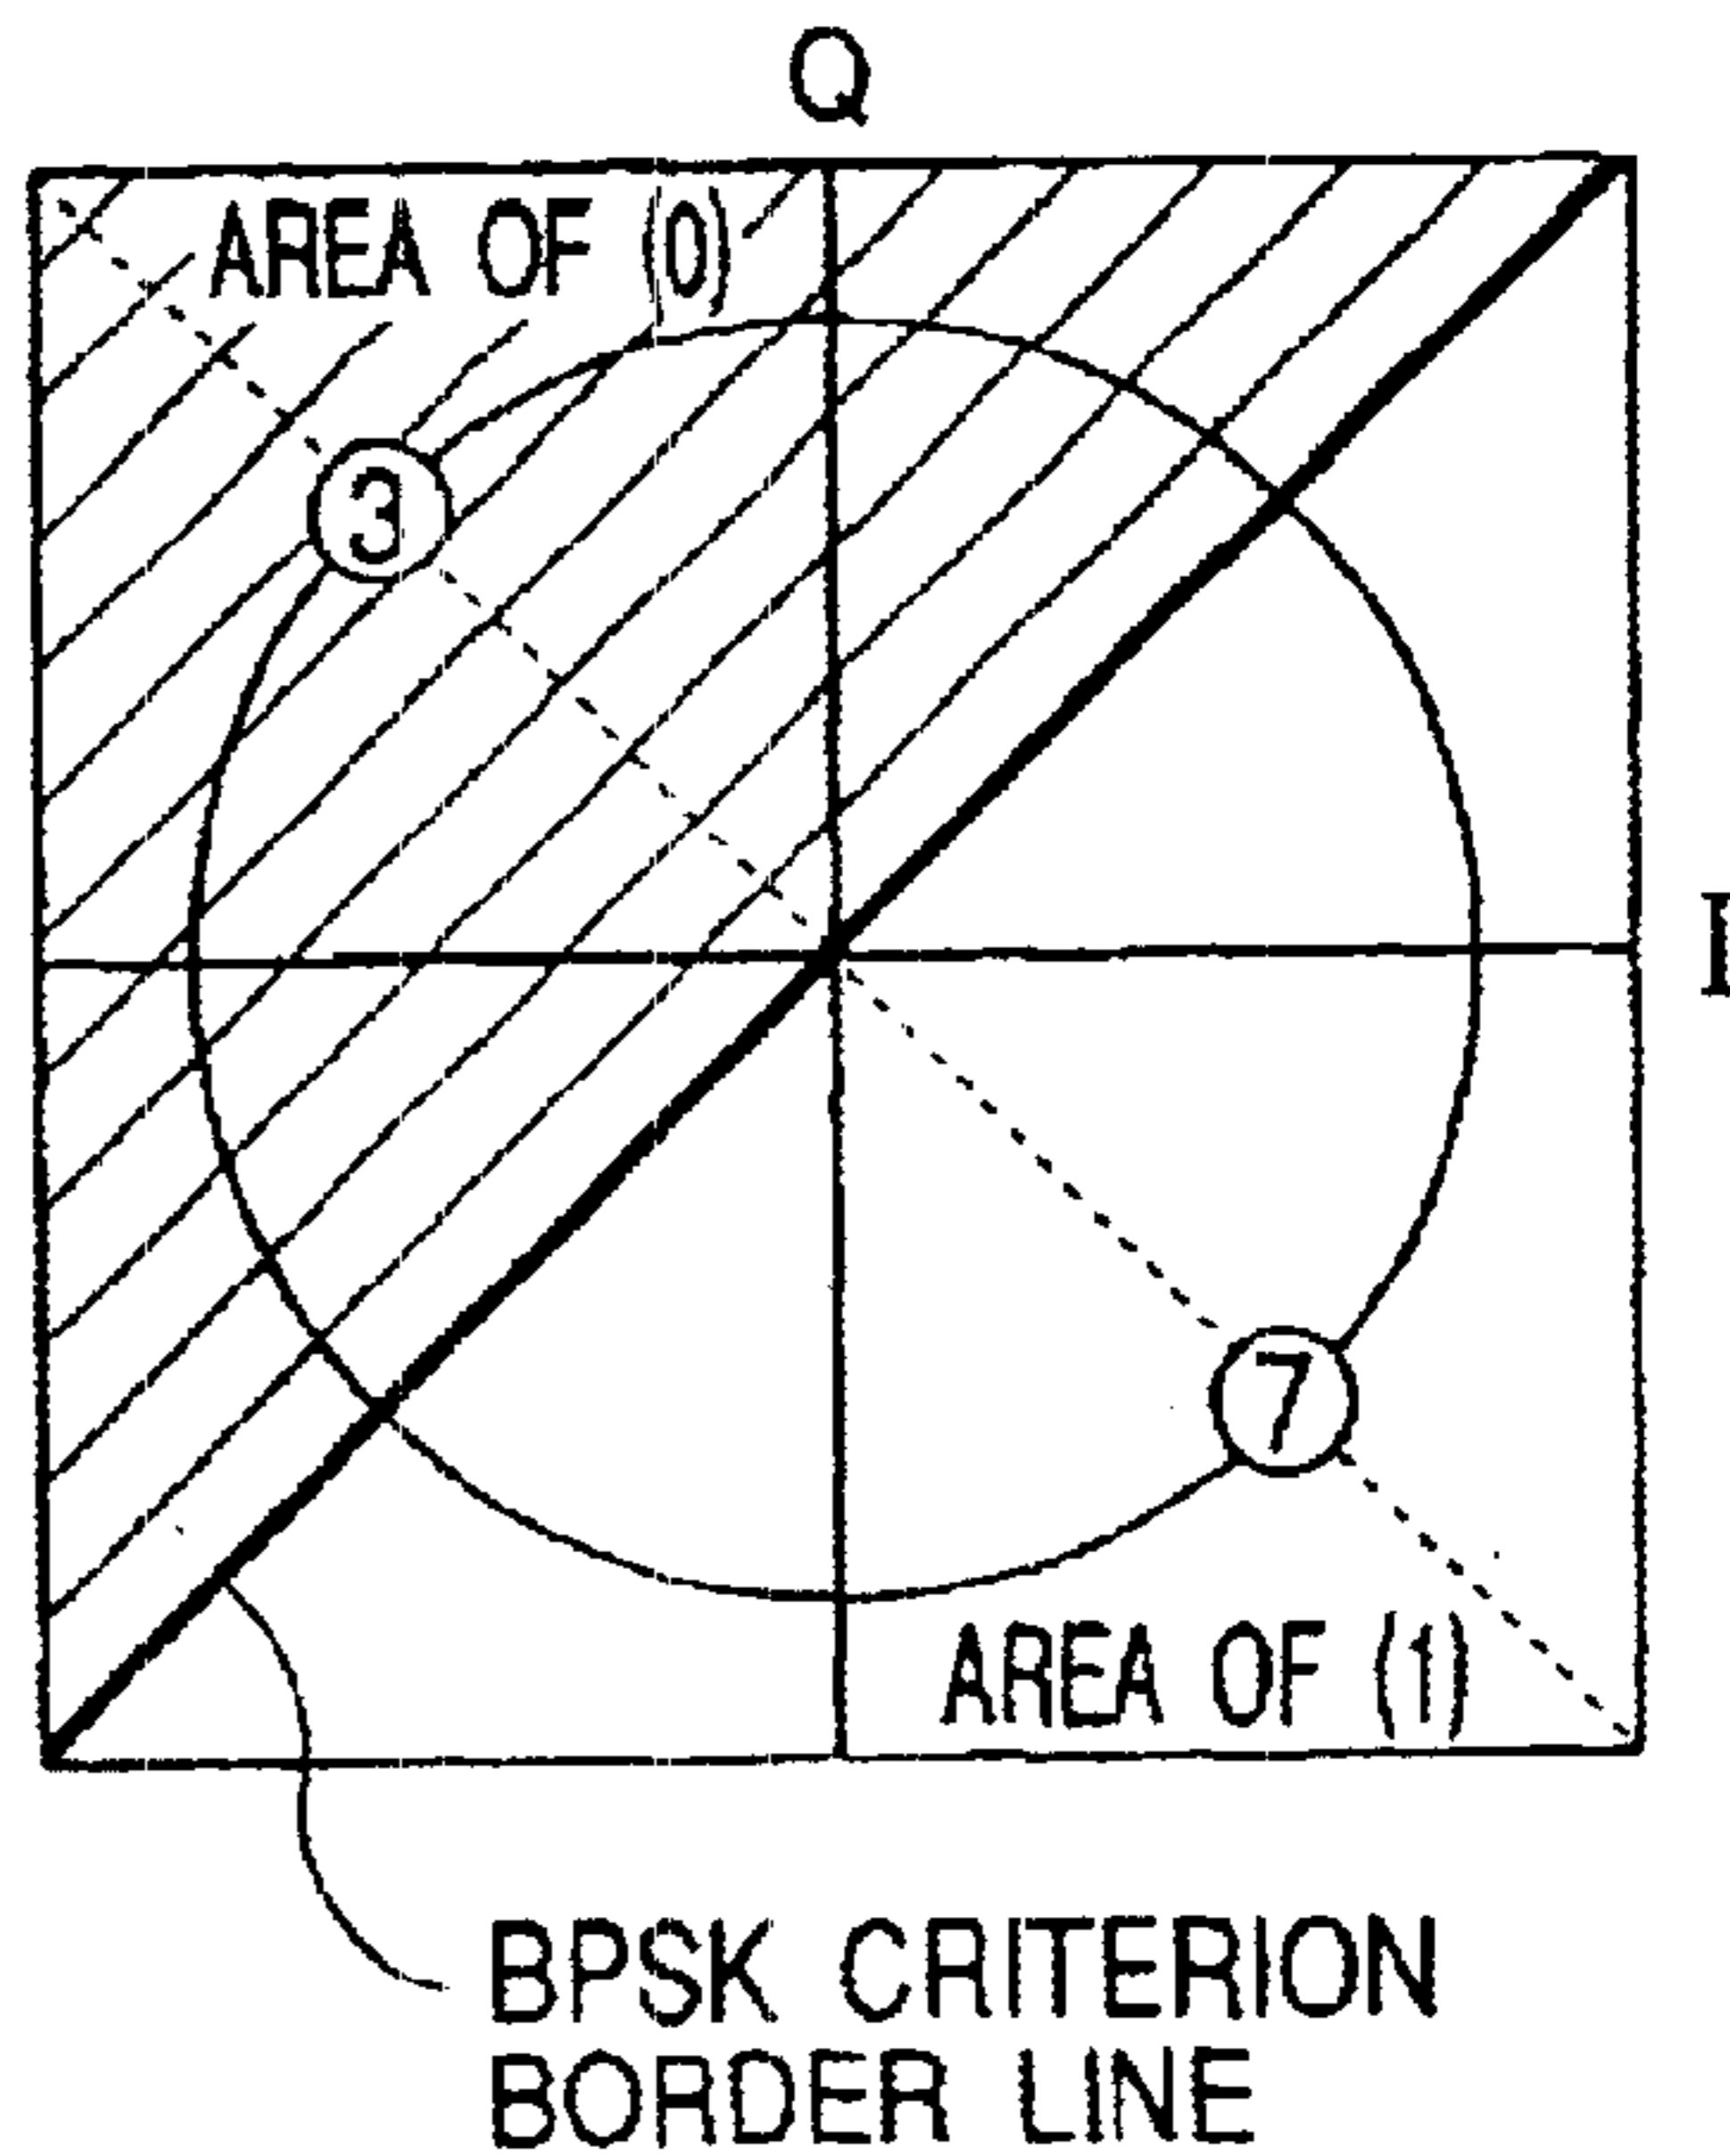 Q
AREA OF (0)
3
I
7
AREA OF (1)
BPSK CRITERION
BORDER LINE